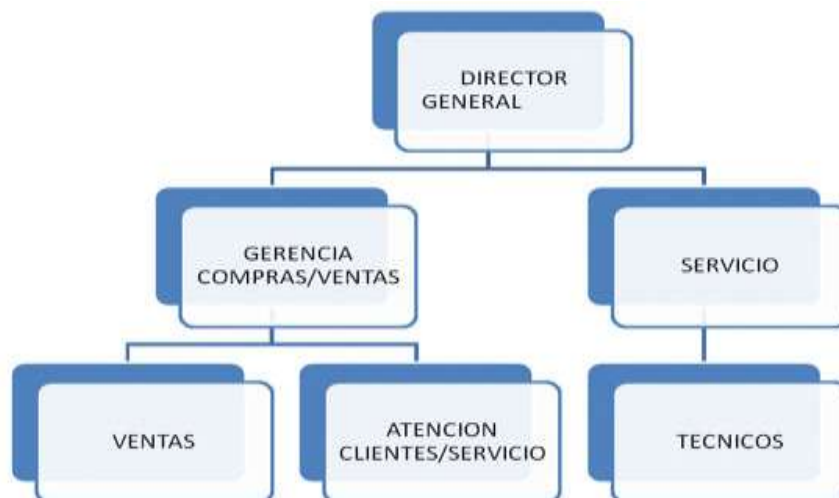 DIRECTOR
GENERAL
GERENCIA
COMPRAS/VENTAS
SERVICIO
VENTAS
ATENCION
CLIENTES/SERVICIO
TECNICOS